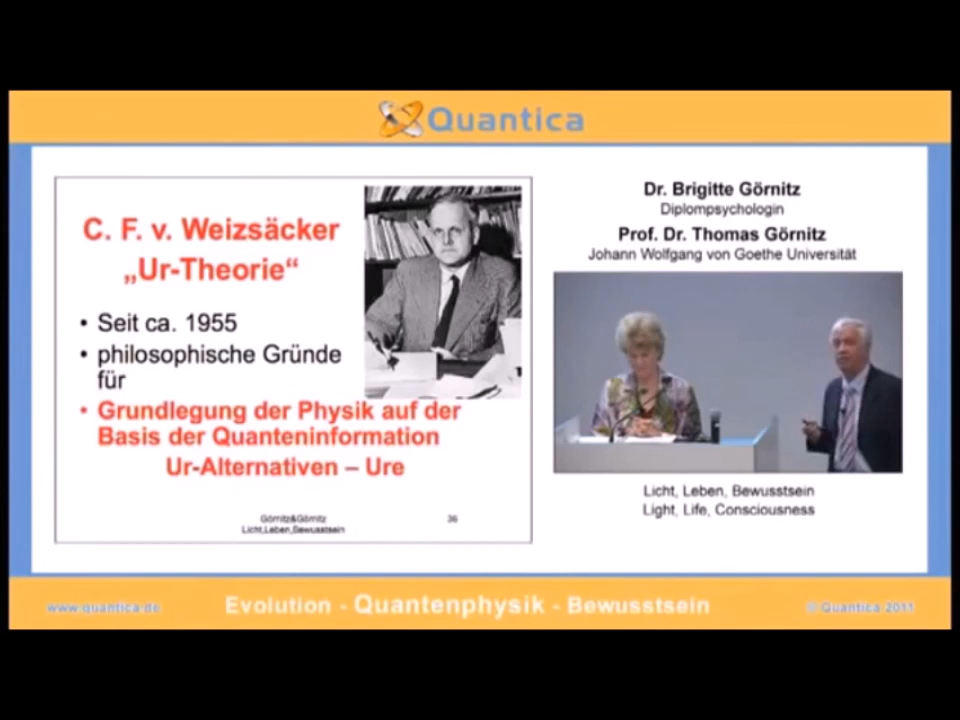 Quantica
C. F. v. Weizsäcker
„Ur-Theorie“
• Seit ca. 1955
• philosophische Gründe
für
• Grundlegung der Physik auf der
Basis der Quanteninformation
Ur-Alternativen – Ure
Görnitz&Görnitz
Licht,Leben,Bewusstsein
36
Dr. Brigitte Görnitz
Diplompsychologin
Prof. Dr. Thomas Görnitz
Johann Wolfgang von Goethe Universität
Licht, Leben, Bewusstsein
Light, Life, Consciousness
www.quantica.de
Evolution - Quantenphysik - Bewusstsein
© Quantica 2011